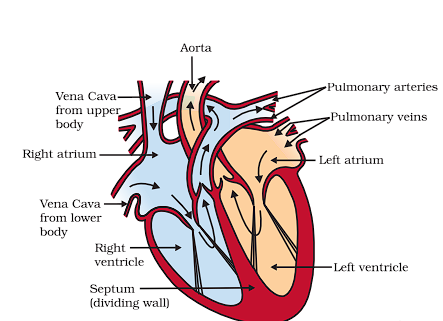 Aorta
Vena Cava
from upper
body
Pulmonary arteries
Pulmonary veins
Right atrium
Left atrium
Vena Cava
from lower
body
Right
ventricle
Left ventricle
Septum
(dividing wall)